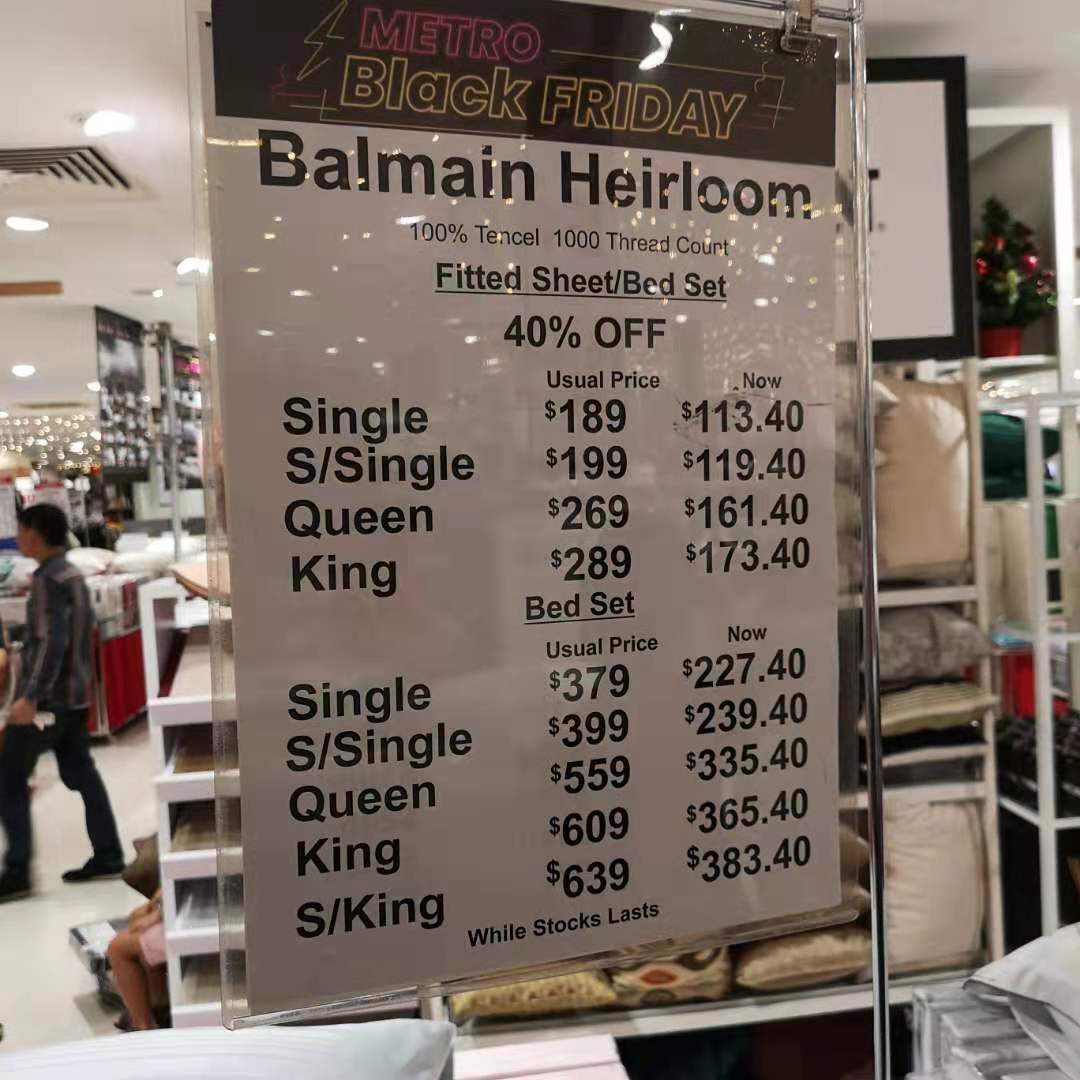 METRO
Black FRIDAY
Balmain Heirloom
100% Tencel 1000 Thread Count
Fitted Sheet/Bed Set
40% OFF
Usual Price Now
Single $189 $113.40
S/Single $199 $119.40
Queen $269 $161.40
King $289 $173.40
Bed Set
Usual Price Now
Single $379 $227.40
S/Single $399 $239.40
Queen $559 $335.40
King $609 $365.40
S/King $639 $383.40
While Stocks Lasts